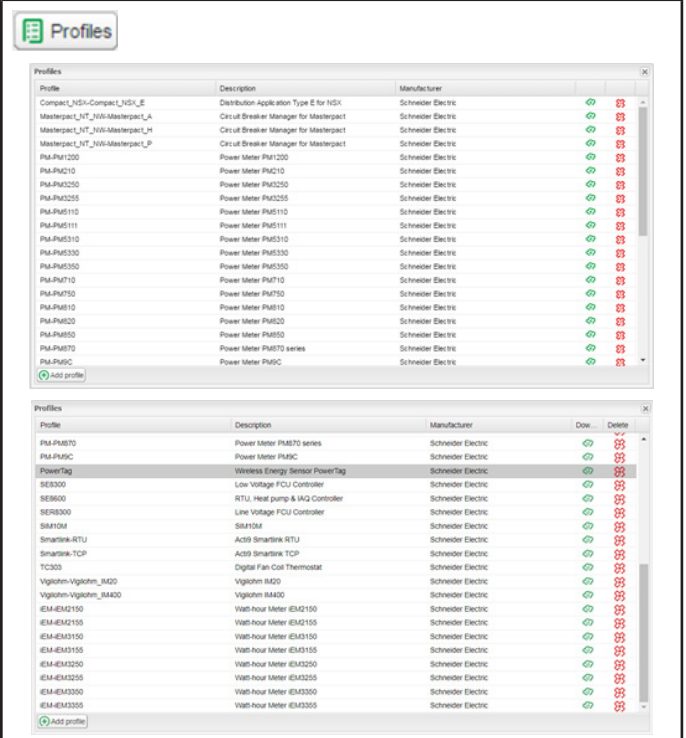 Profiles
Profiles
Profile Description Manufacturer
Compact_NSX-Compact_NSX_E Distribution Application Type E for NSX Schneider Electric
Masterpact_NT_NW-Masterpact_A Circuit Breaker Manager for Masterpact Schneider Electric
Masterpact_NT_NW-Masterpact_H Circuit Breaker Manager for Masterpact Schneider Electric
Masterpact_NT_NW-Masterpact_P Circuit Breaker Manager for Masterpact Schneider Electric
PM-PM1200 Power Meter PM1200 Schneider Electric
PM-PM210 Power Meter PM210 Schneider Electric
PM-PM3250 Power Meter PM3250 Schneider Electric
PM-PM3255 Power Meter PM3255 Schneider Electric
PM-PM5110 Power Meter PM5110 Schneider Electric
PM-PM5111 Power Meter PM5111 Schneider Electric
PM-PM5310 Power Meter PM5310 Schneider Electric
PM-PM5330 Power Meter PM5330 Schneider Electric
PM-PM5350 Power Meter PM5350 Schneider Electric
PM-PM710 Power Meter PM710 Schneider Electric
PM-PM750 Power Meter PM750 Schneider Electric
PM-PM810 Power Meter PM810 Schneider Electric
PM-PM820 Power Meter PM820 Schneider Electric
PM-PM850 Power Meter PM850 Schneider Electric
PM-PM870 Power Meter PM870 series Schneider Electric
PM-PM9C Power Meter PM9C Schneider Electric
Add profile
Profiles
Profile Description Manufacturer Dow... Delete
PM-PM870 Power Meter PM870 series Schneider Electric
PM-PM9C Power Meter PM9C Schneider Electric
PowerTag Wireless Energy Sensor PowerTag Schneider Electric
SE8300 Low Voltage FCU Controller Schneider Electric
SE8600 RTU, Heat pump & IAQ Controller Schneider Electric
SER8300 Line Voltage FCU Controller Schneider Electric
SIM10M SIM10M Schneider Electric
Smartlink-RTU Acti9 Smartlink RTU Schneider Electric
Smartlink-TCP Acti9 Smartlink TCP Schneider Electric
TC303 Digital Fan Coil Thermostat Schneider Electric
Vigilohm-Vigilohm_IM20 Vigilohm IM20 Schneider Electric
Vigilohm-Vigilohm_IM400 Vigilohm IM400 Schneider Electric
iEM-iEM2150 Watt-hour Meter iEM2150 Schneider Electric
iEM-iEM2155 Watt-hour Meter iEM2155 Schneider Electric
iEM-iEM3150 Watt-hour Meter iEM3150 Schneider Electric
iEM-iEM3155 Watt-hour Meter iEM3155 Schneider Electric
iEM-iEM3250 Watt-hour Meter iEM3250 Schneider Electric
iEM-iEM3255 Watt-hour Meter iEM3255 Schneider Electric
iEM-iEM3350 Watt-hour Meter iEM3350 Schneider Electric
iEM-iEM3355 Watt-hour Meter iEM3355 Schneider Electric
Add profile